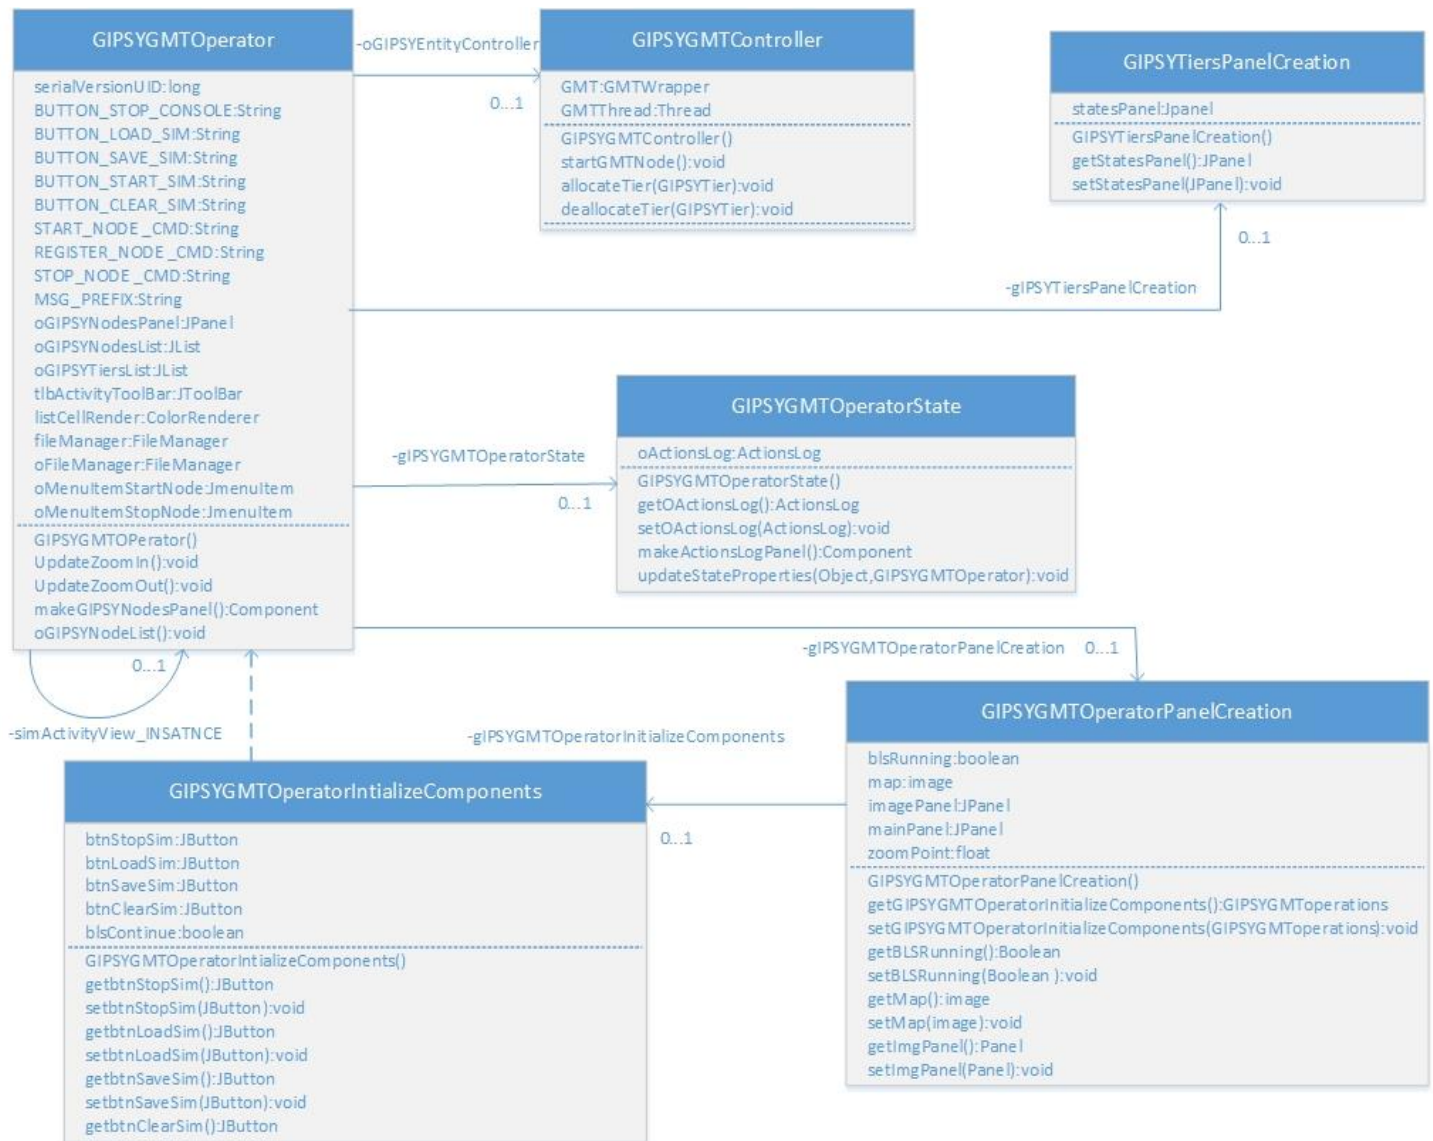 GIPSYGMTOperator
serialVersionUID:long
BUTTON_STOP_CONSOLE:String
BUTTON_LOAD_SIM:String
BUTTON_SAVE_SIM:String
BUTTON_START_SIM:String
BUTTON_CLEAR_SIM:String
START_NODE_CMD:String
REGISTER_NODE_CMD:String
STOP_NODE_CMD:String
MSG_PREFIX:String
oGIPSYNodesPanel:JPanel
oGIPSYNodesList:JList
oGIPSYTiersList:JList
tlbActivityToolBar:JToolBar
listCellRender:ColorRenderer
fileManager:FileManager
oFileManager:FileManager
oMenuItemStartNode:JmenuItem
oMenuItemStopNode:JmenuItem
GIPSYGMTOPerator()
UpdateZoomIn():void
UpdateZoomOut():void
makeGIPSYNodesPanel():Component
oGIPSYNodeList():void
-oGIPSYEntityController
0...1
GIPSYGMTController
GMT:GMTWrapper
GMTThread:Thread
GIPSYGMTController()
startGMTNode():void
allocateTier(GIPSYTier):void
deallocateTier(GIPSYTier):void
GIPSYTiersPanelCreation
statesPanel:Jpanel
GIPSYTiersPanelCreation()
getStatesPanel():JPanel
setStatesPanel(JPanel):void
0...1
-gIPSYTiersPanelCreation
GIPSYGMTOperatorState
oActionsLog:ActionsLog
GIPSYGMTOperatorState()
getOActionsLog():ActionsLog
setOActionsLog(ActionsLog):void
makeActionsLogPanel():Component
updateStateProperties(Object,GIPSYGMTOperator):void
-gIPSYGMTOperatorState
0...1
-gIPSYGMTOperatorPanelCreation 0...1
0...1
-simActivityView_INSATNCE
-gIPSYGMTOperatorInitializeComponents
0...1
GIPSYGMTOperatorPanelCreation
blsRunning:boolean
map:image
imagePanel:JPanel
mainPanel:JPanel
zoomPoint:float
GIPSYGMTOperatorPanelCreation()
getGIPSYGMTOperatorInitializeComponents():GIPSYGMToperations
setGIPSYGMTOperatorInitializeComponents(GIPSYGMToperations):void
getBLSRunning():Boolean
setBLSRunning(Boolean ):void
getMap():image
setMap(image):void
getImgPanel():Panel
setImgPanel(Panel):void
GIPSYGMTOperatorIntializeComponents
btnStopSim:JButton
btnLoadSim:JButton
btnSaveSim:JButton
btnClearSim:JButton
blsContinue:boolean
GIPSYGMTOperatorIntializeComponents()
getbtnStopSim():JButton
setbtnStopSim(JButton):void
getbtnLoadSim():JButton
setbtnLoadSim(JButton):void
getbtnSaveSim():JButton
setbtnSaveSim(JButton):void
getbtnClearSim():JButton